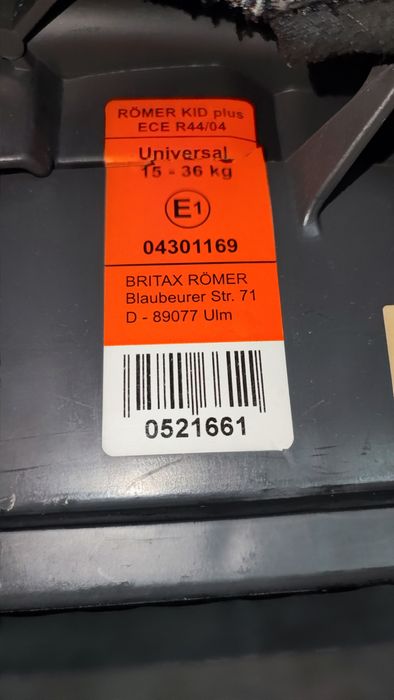 RÖMER KID plus
ECE R44/04
Universal
15 - 36 kg
E1
04301169
BRITAX RÖMER
Blaubeurer Str. 71
D - 89077 Ulm
0521661